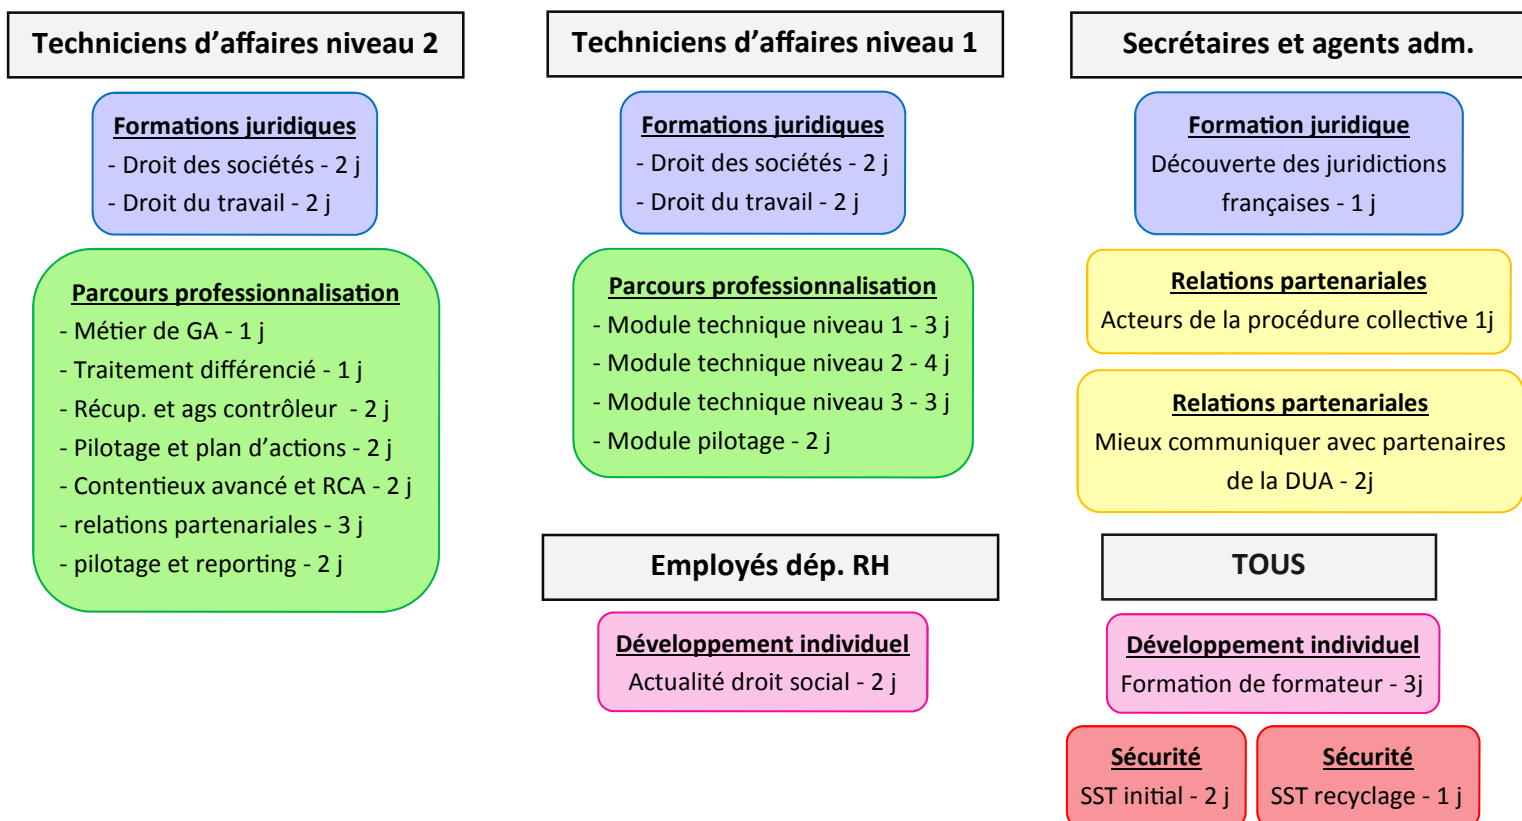 Techniciens d’affaires niveau 2
Formations juridiques
- Droit des sociétés - 2 j
- Droit du travail - 2 j
Parcours professionnalisation
- Métier de GA - 1 j
- Traitement différencié - 1 j
- Récup. et ags contrôleur - 2 j
- Pilotage et plan d’actions - 2 j
- Contentieux avancé et RCA - 2 j
- relations partenariales - 3 j
- pilotage et reporting - 2 j
Techniciens d’affaires niveau 1
Formations juridiques
- Droit des sociétés - 2 j
- Droit du travail - 2 j
Parcours professionnalisation
- Module technique niveau 1 - 3 j
- Module technique niveau 2 - 4 j
- Module technique niveau 3 - 3 j
- Module pilotage - 2 j
Employés dép. RH
Développement individuel
Actualité droit social - 2 j
Secrétaires et agents adm.
Formation juridique
Découverte des juridictions
françaises - 1 j
Relations partenariales
Acteurs de la procédure collective 1j
Relations partenariales
Mieux communiquer avec partenaires
de la DUA - 2j
TOUS
Développement individuel
Formation de formateur - 3j
Sécurité
SST initial - 2 j
Sécurité
SST recyclage - 1 j